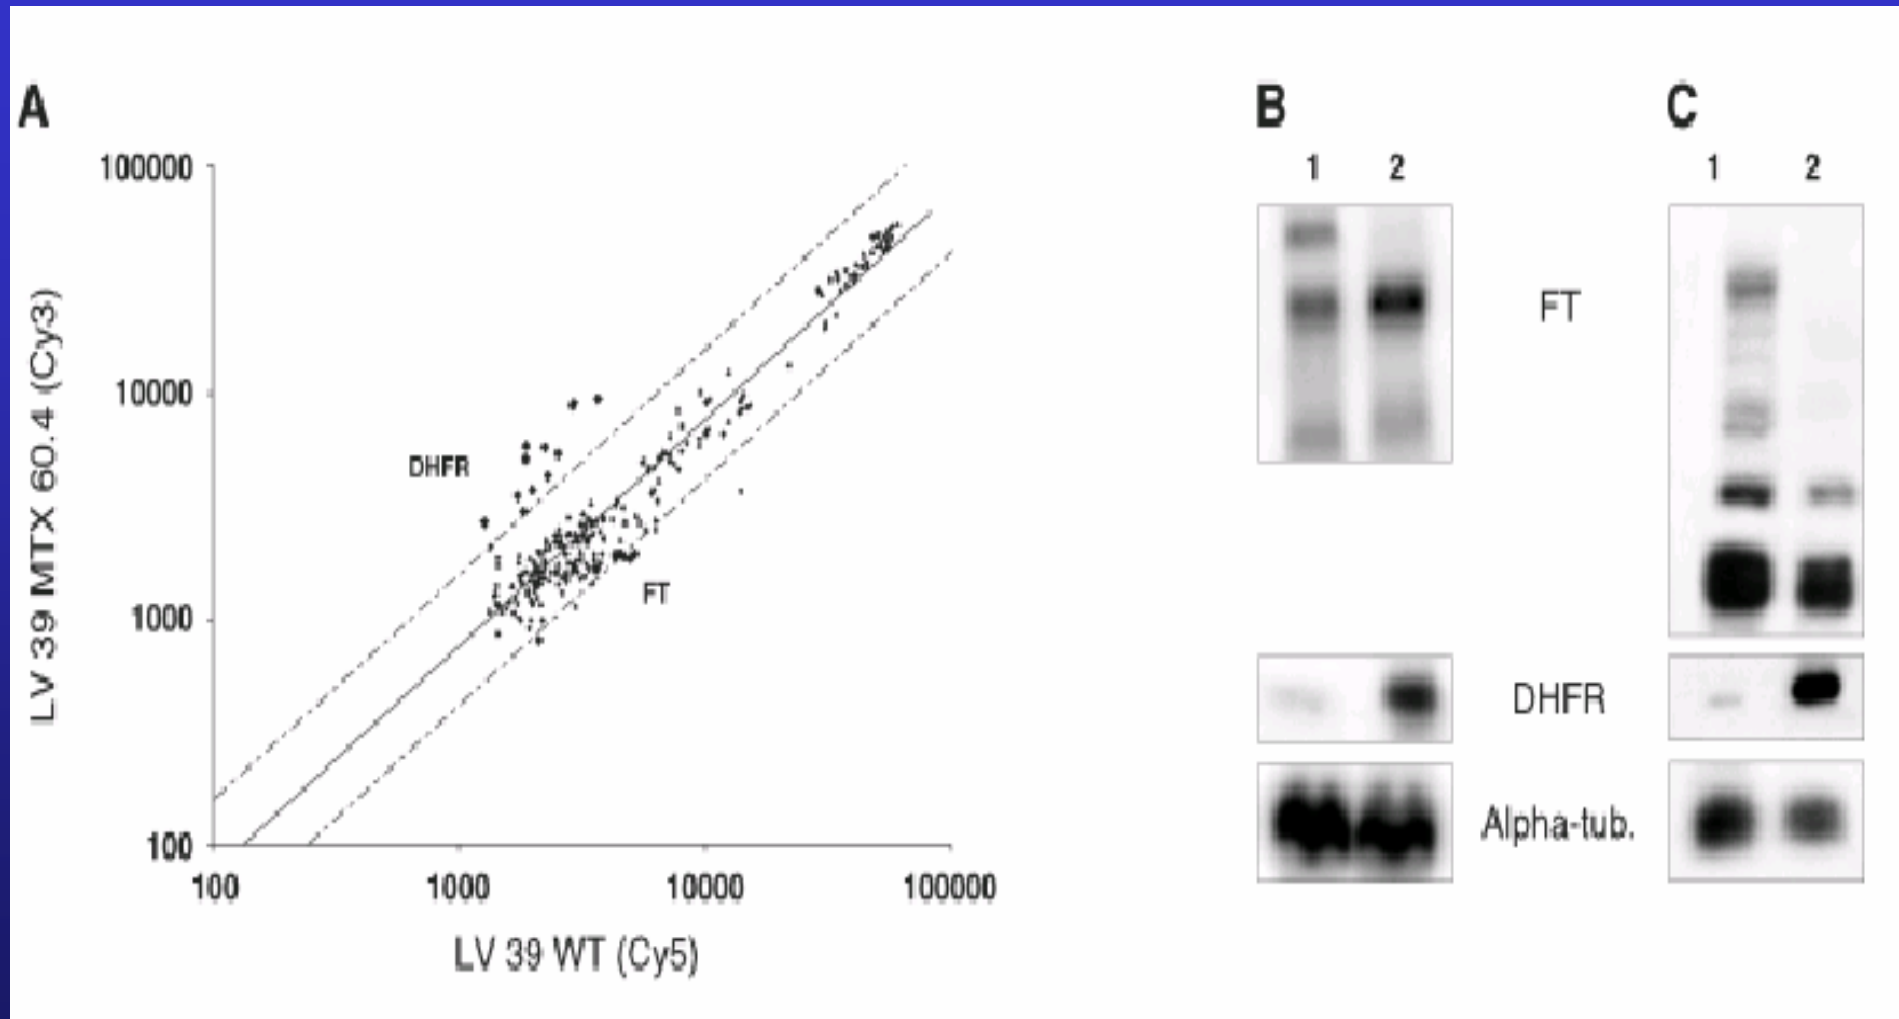 A
B
C
1 2
1 2
100000
10000
1000
100
LV 39 MTX 60.4 (Cy3)
DHFR
FT
100 1000 10000 100000
LV 39 WT (Cy5)
FT
DHFR
Alpha-tub.